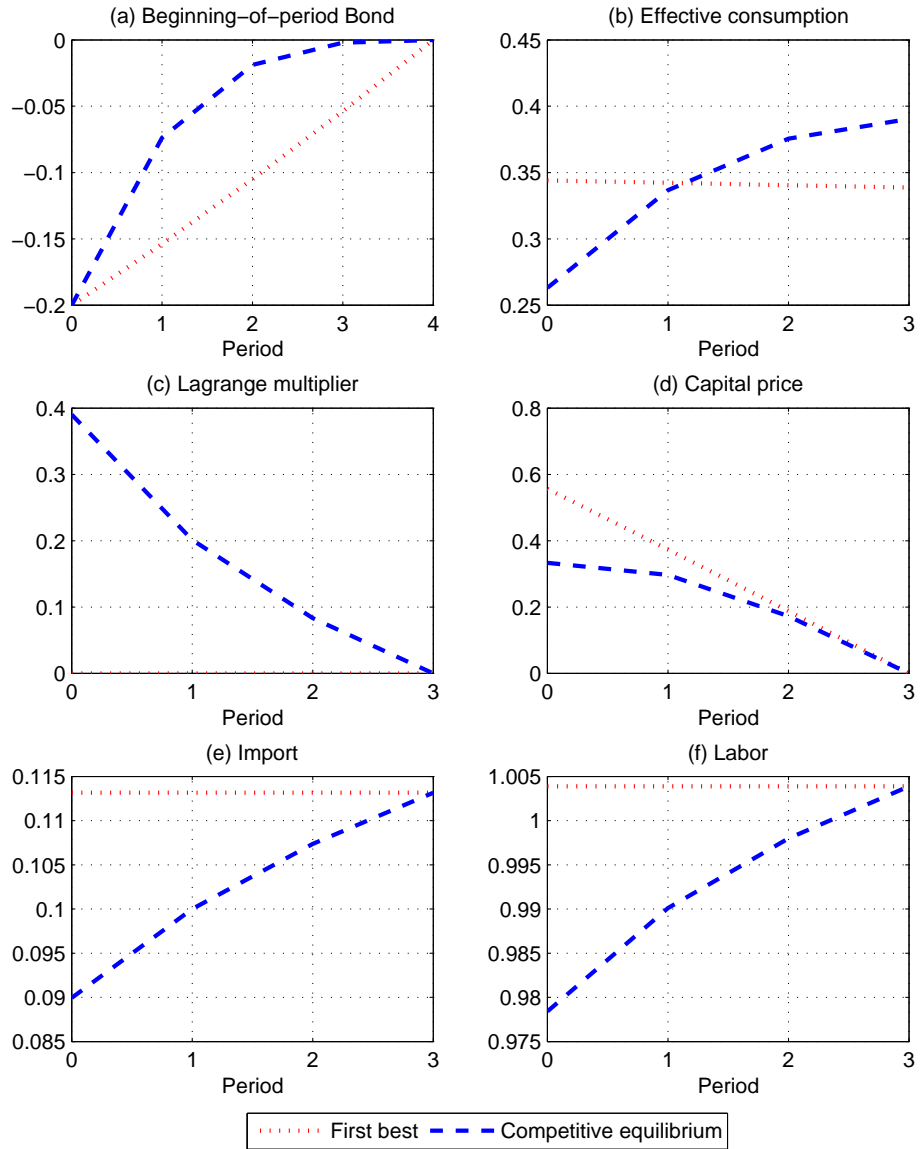 (a) Beginning−of−period Bond
0
−0.05
−0.1
−0.15
−0.2
0 1 2 3 4
Period
(b) Effective consumption
0.45
0.4
0.35
0.3
0.25
0 1 2 3
Period
(c) Lagrange multiplier
0.4
0.3
0.2
0.1
0
0 1 2 3
Period
(d) Capital price
0.8
0.6
0.4
0.2
0
0 1 2 3
Period
(e) Import
0.115
0.11
0.105
0.1
0.095
0.09
0.085
0 1 2 3
Period
(f) Labor
1.005
1
0.995
0.99
0.985
0.98
0.975
0 1 2 3
Period
First best Competitive equilibrium